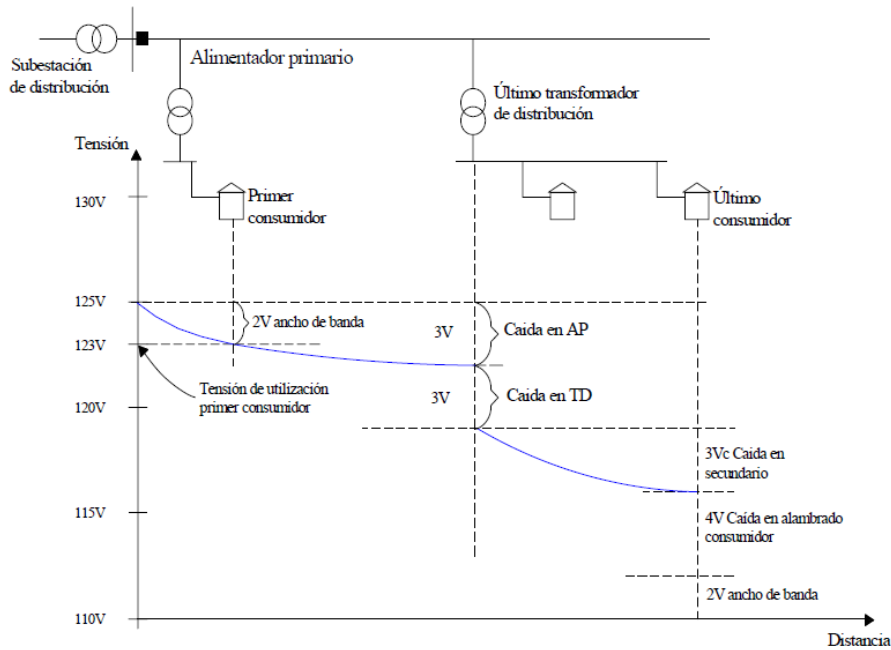 Subestación
de distribución
Alimentador primario
Último transformador
de distribución
Tensión
130V
Primer
consumidor
Último
consumidor
125V
2V ancho de banda
3V
Caida en AP
123V
Tensión de utilización
primer consumidor
120V
3V
Caida en TD
3Vc Caida en
secundario
115V
4V Caída en alambrado
consumidor
2V ancho de banda
110V
Distancia